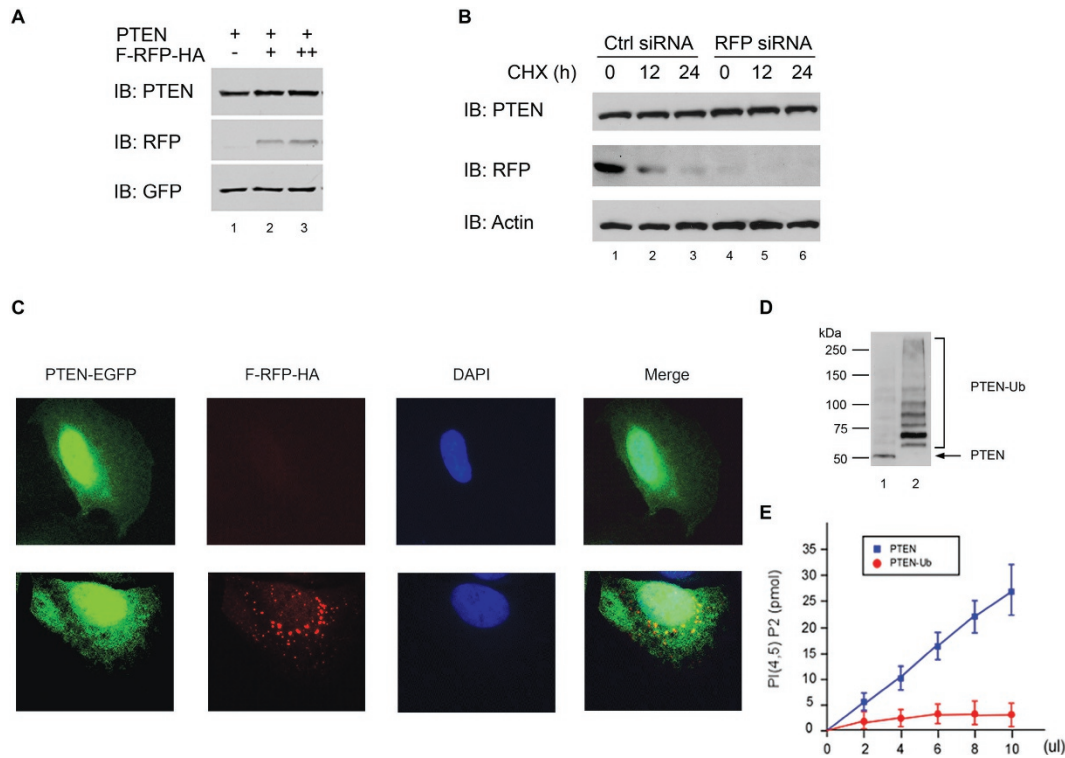 A
PTEN + + +
F-RFP-HA - + ++
IB: PTEN
IB: RFP
IB: GFP
1 2 3
B
Ctrl siRNA RFP siRNA
CHX (h) 0 12 24 0 12 24
IB: PTEN
IB: RFP
IB: Actin
1 2 3 4 5 6
C
PTEN-EGFP F-RFP-HA DAPI Merge
D
kDa
250
150
100
75
50
PTEN-Ub
PTEN
1 2
E
PTEN
PTEN-Ub
PI(4,5) P2 (pmol)
35
30
25
20
15
10
5
0
0 2 4 6 8 10 (ul)